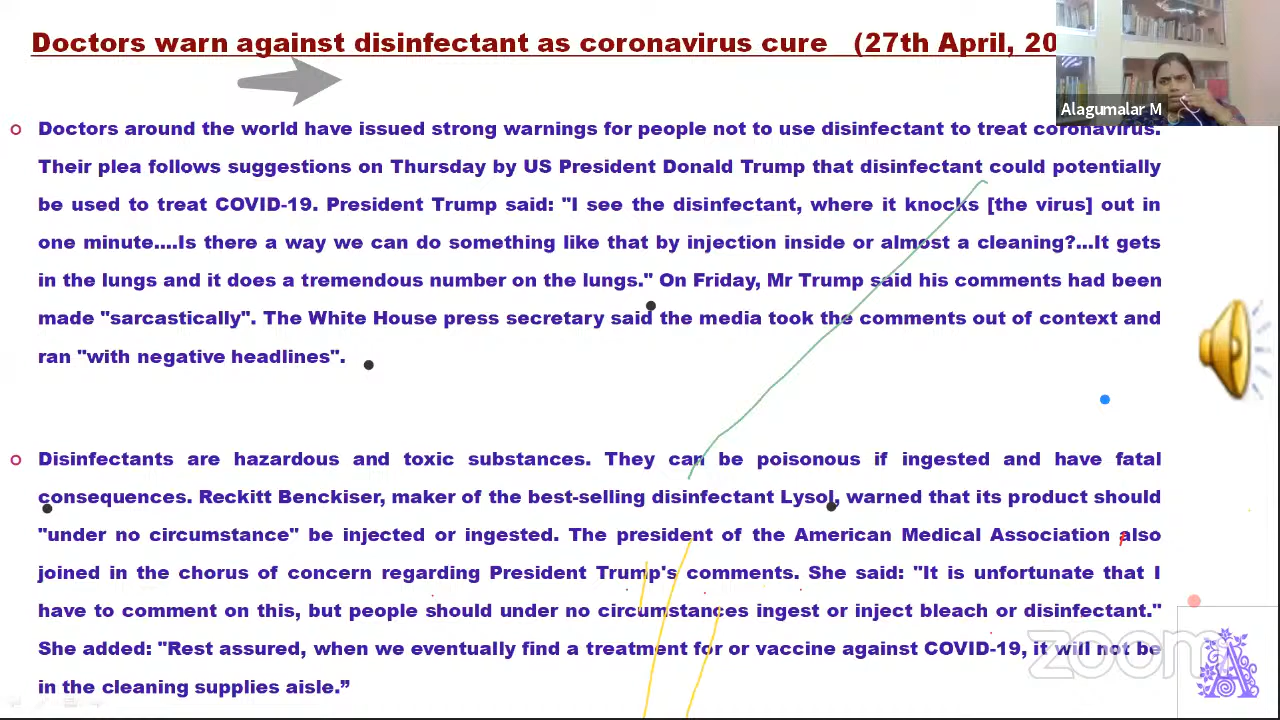 Doctors warn against disinfectant as coronavirus cure (27th April, 20
Alagumalar M
Doctors around the world have issued strong warnings for people not to use disinfectant to treat coronavirus.
Their plea follows suggestions on Thursday by US President Donald Trump that disinfectant could potentially
be used to treat COVID-19. President Trump said: "I see the disinfectant, where it knocks [the virus] out in
one minute....Is there a way we can do something like that by injection inside or almost a cleaning?...It gets
in the lungs and it does a tremendous number on the lungs." On Friday, Mr Trump said his comments had been
made "sarcastically". The White House press secretary said the media took the comments out of context and
ran "with negative headlines".
Disinfectants are hazardous and toxic substances. They can be poisonous if ingested and have fatal
consequences. Reckitt Benckiser, maker of the best-selling disinfectant Lysol, warned that its product should
"under no circumstance" be injected or ingested. The president of the American Medical Association also
joined in the chorus of concern regarding President Trump's comments. She said: "It is unfortunate that I
have to comment on this, but people should under no circumstances ingest or inject bleach or disinfectant."
She added: "Rest assured, when we eventually find a treatment for or vaccine against COVID-19, it will not be
in the cleaning supplies aisle.”
zoom